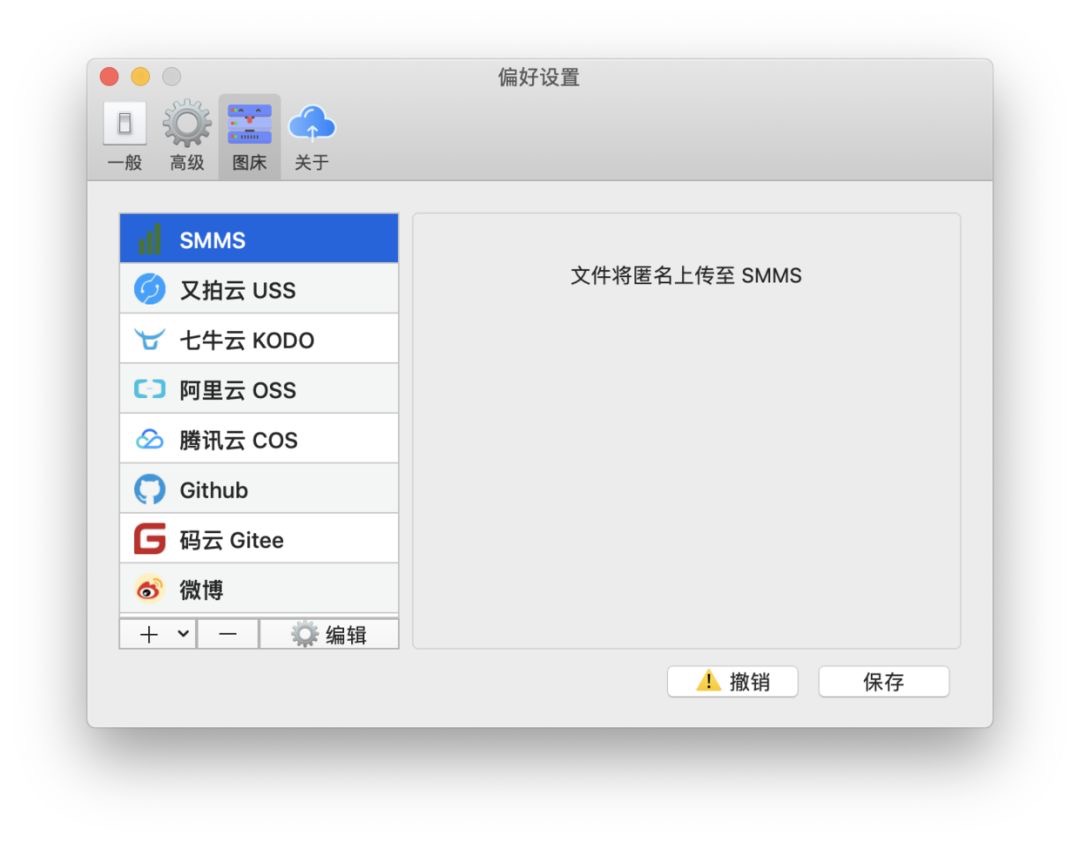 偏好设置
一般
高级
图床
关于
SMMS
又拍云 USS
七牛云 KODO
阿里云 OSS
腾讯云 COS
Github
码云 Gitee
微博
编辑
文件将匿名上传至 SMMS
撤销
保存